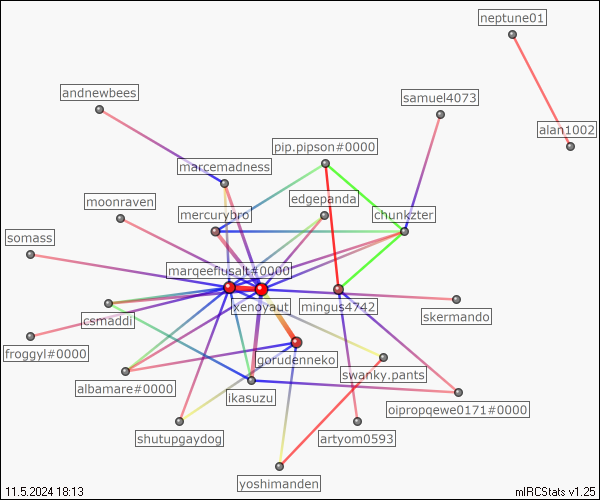 neptune01
andnewbees
samuel4073
alan1002
pip.pipson#0000
marcemadness
edgepanda
moonraven
mercurybro
chunkzter
somass
marqeefiusalt#0000
xenoyaut
mingus4742
csmaddi
skermando
froggyl#0000
gorudenneko
swanky.pants
albamare#0000
ikasuzu
oipropqewe0171#0000
shutupgaydog
artyom0593
yoshimanden
11.5.2024 18:13
mIRCStats v1.25